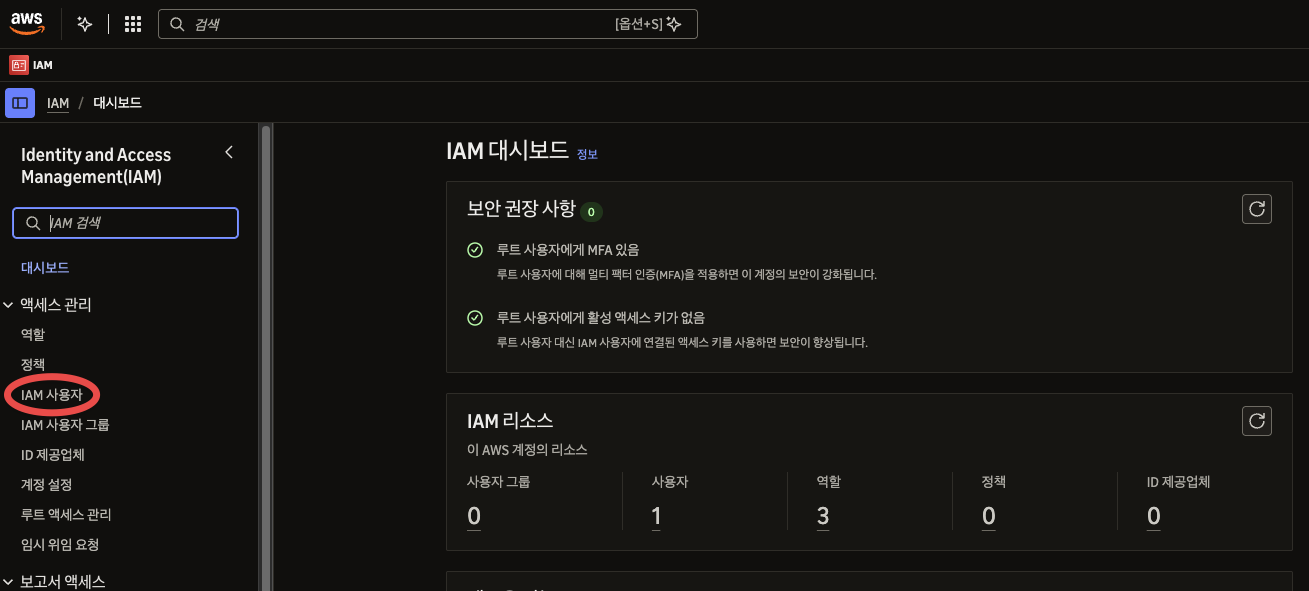 aws
검색 [옵션+S]
IAM
IAM / 대시보드
Identity and Access
Management(IAM)
IAM 검색
대시보드
액세스 관리
역할
정책
IAM 사용자
IAM 사용자 그룹
ID 제공업체
계정 설정
루트 액세스 관리
임시 위임 요청
보고서 액세스
IAM 대시보드 정보
보안 권장 사항 0
루트 사용자에게 MFA 있음
루트 사용자에 대해 멀티 팩터 인증(MFA)을 적용하면 이 계정의 보안이 강화됩니다.
루트 사용자에게 활성 액세스 키가 없음
루트 사용자 대신 IAM 사용자에 연결된 액세스 키를 사용하면 보안이 향상됩니다.
IAM 리소스
이 AWS 계정의 리소스
사용자 그룹 사용자 역할 정책 ID 제공업체
0 1 3 0 0